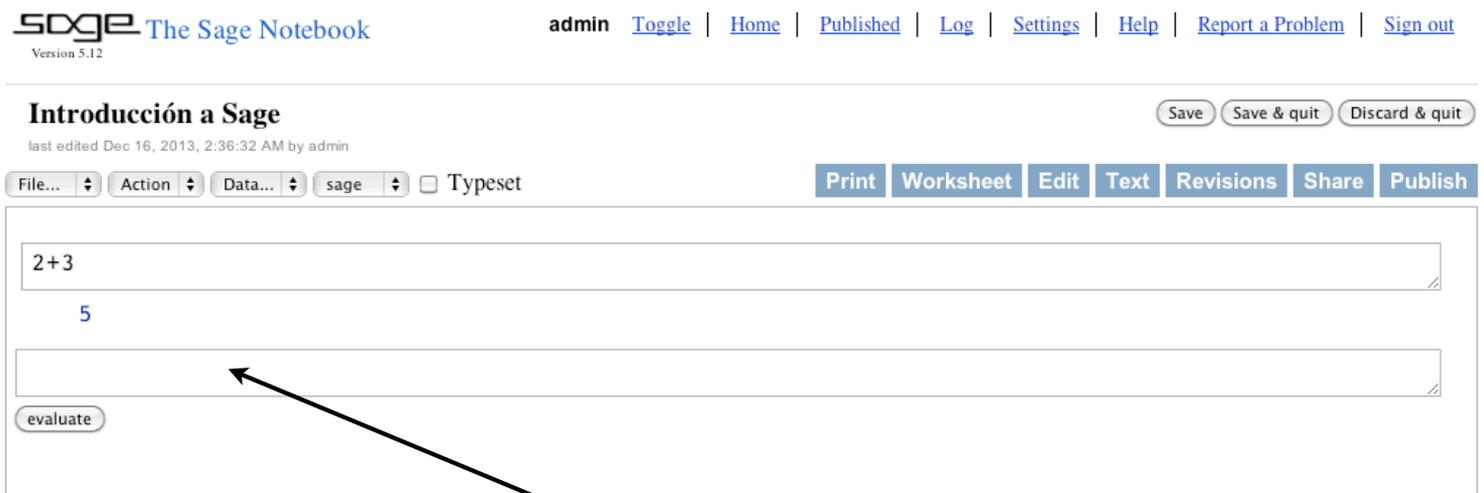 sage The Sage Notebook
Version 5.12
admin Toggle | Home | Published | Log | Settings | Help | Report a Problem | Sign out
Introducción a Sage
Save Save & quit Discard & quit
last edited Dec 16, 2013, 2:36:32 AM by admin
File... Action Data... sage Typeset Print Worksheet Edit Text Revisions Share Publish
2+3
5
evaluate